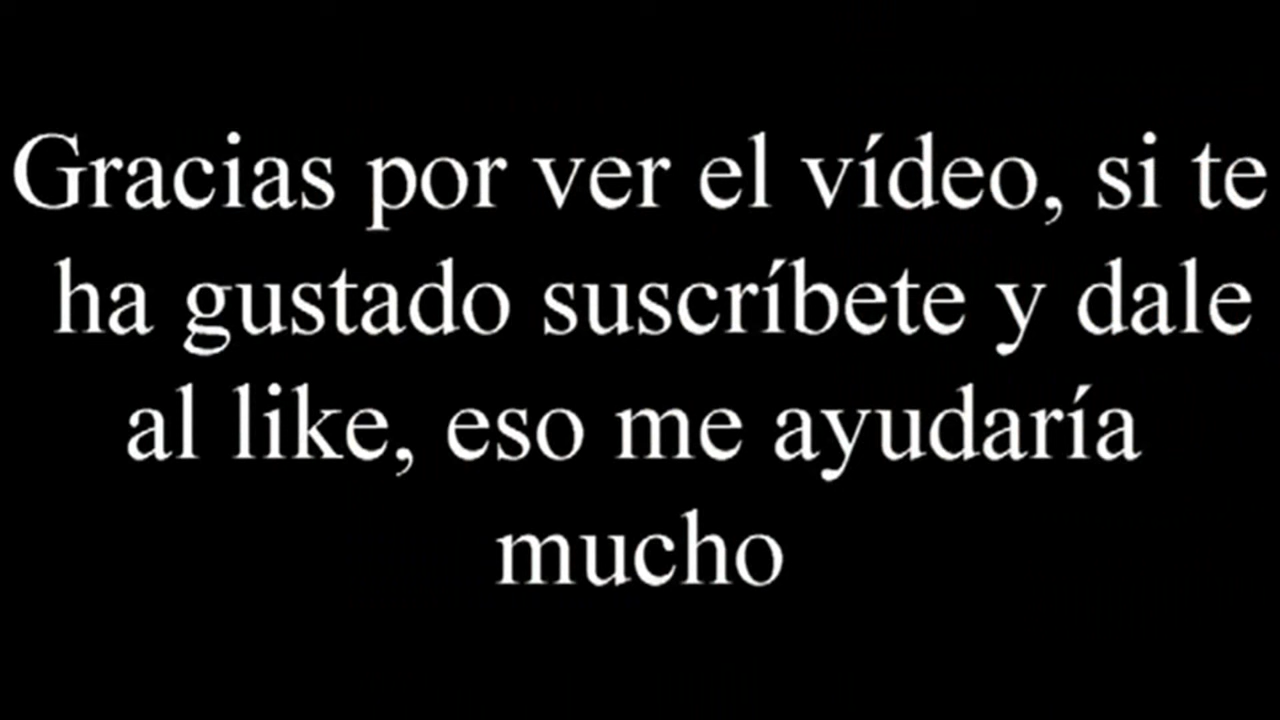 Gracias por ver el vídeo, si te
ha gustado suscríbete y dale
al like, eso me ayudaría
mucho